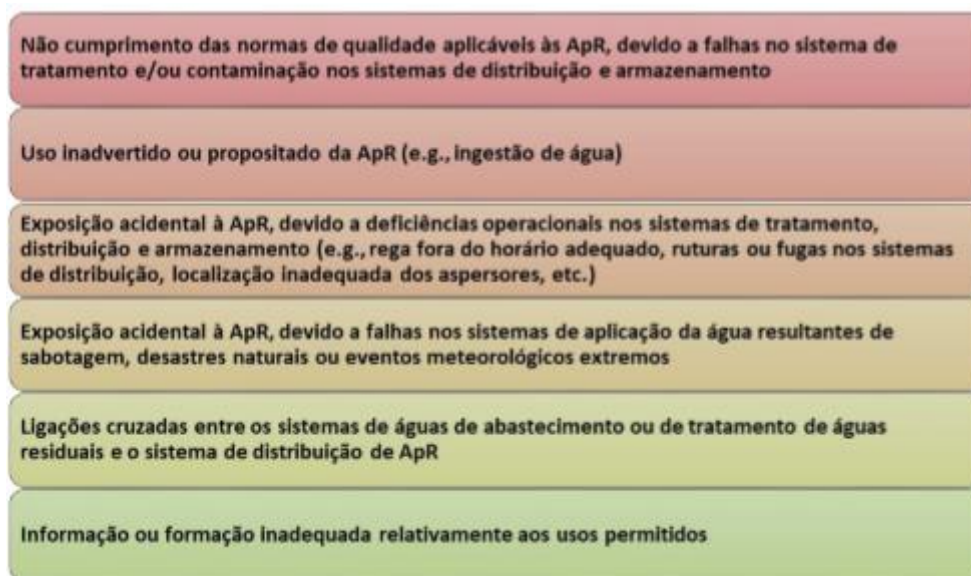 Não cumprimento das normas de qualidade aplicáveis às ApR, devido a falhas no sistema de
tratamento e/ou contaminação nos sistemas de distribuição e armazenamento
Uso inadvertido ou propositado da ApR (e.g., ingestão de água)
Exposição acidental à ApR, devido a deficiências operacionais nos sistemas de tratamento,
distribuição e armazenamento (e.g., rega fora do horário adequado, ruturas ou fugas nos sistemas
de distribuição, localização inadequada dos aspersores, etc.)
Exposição acidental à ApR, devido a falhas nos sistemas de aplicação da água resultantes de
sabotagem, desastres naturais ou eventos meteorológicos extremos
Ligações cruzadas entre os sistemas de águas de abastecimento ou de tratamento de águas
residuais e o sistema de distribuição de ApR
Informação ou formação inadequada relativamente aos usos permitidos